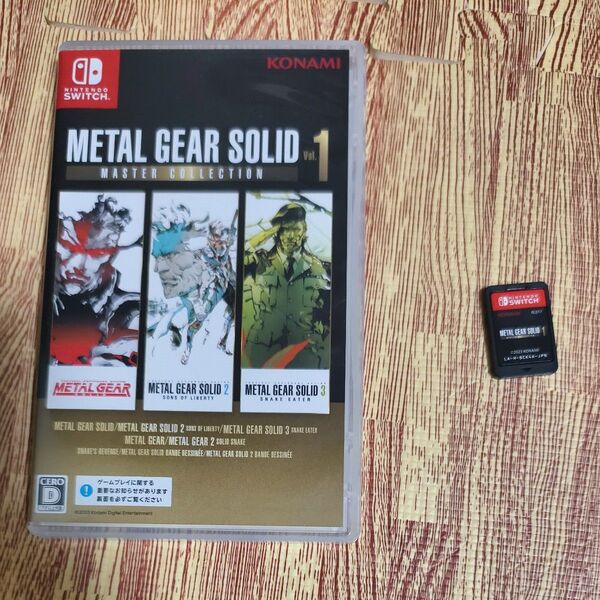 KONAMI
NINTENDO
SWITCH™
METAL GEAR SOLID Vol. 1
MASTER COLLECTION
METAL GEAR
SOLID
METAL GEAR SOLID 2
SONS OF LIBERTY
METAL GEAR SOLID 3
SNAKE EATER
METAL GEAR SOLID/METAL GEAR SOLID 2 SONS OF LIBERTY/METAL GEAR SOLID 3 SNAKE EATER
METAL GEAR/METAL GEAR 2 SOLID SNAKE
SNAKE'S REVENGE/METAL GEAR SOLID BANDE DESSINÉE/METAL GEAR SOLID 2 BANDE DESSINÉE
CERO
D
ゲームプレイに関する
重要なお知らせがあります
裏面を必ずご覧ください
©2023 Konami Digital Entertainment
NINTENDO
SWITCH
KONAMI
METAL GEAR SOLID 1
©2023 KONAMI